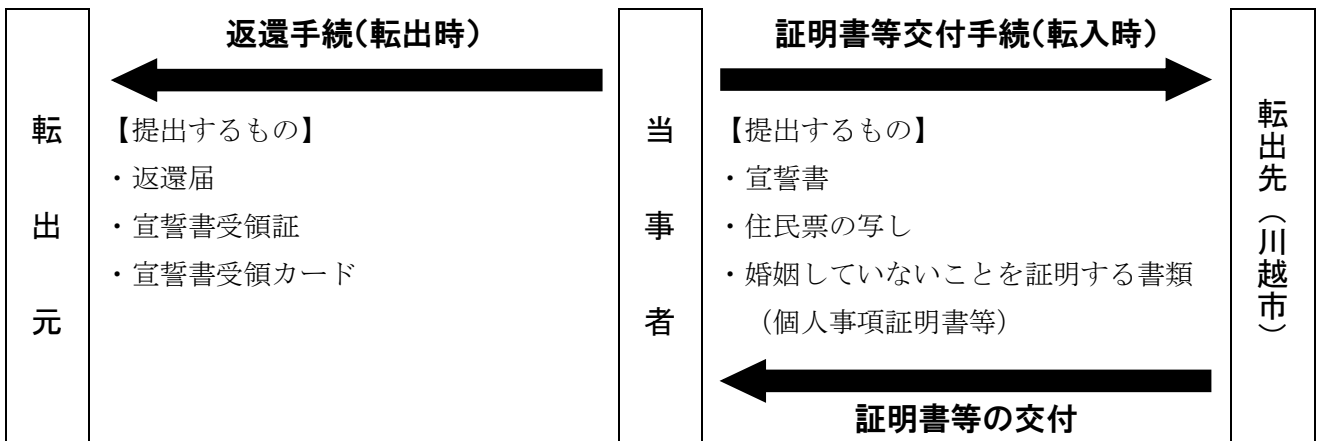 転出元
返還手続（転出時）
【提出するもの】
・返還届
・宣誓書受領証
・宣誓書受領カード
当事者
証明書等交付手続（転入時）
【提出するもの】
・宣誓書
・住民票の写し
・婚姻していないことを証明する書類
（個人事項証明書等）
証明書等の交付
転出先（川越市）